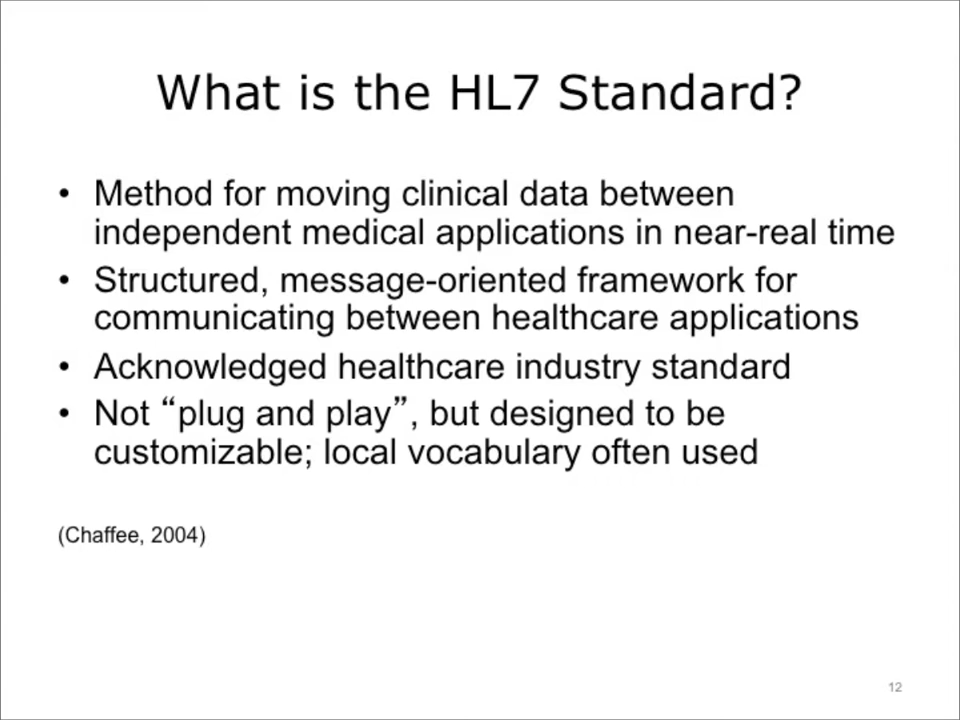 What is the HL7 Standard?
• Method for moving clinical data between
independent medical applications in near-real time
• Structured, message-oriented framework for
communicating between healthcare applications
• Acknowledged healthcare industry standard
• Not “plug and play”, but designed to be
customizable; local vocabulary often used
(Chaffee, 2004)
12